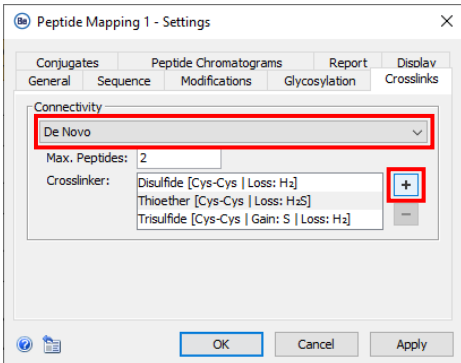 Be Peptide Mapping 1 - Settings
Conjugates Peptide Chromatograms Report Display
General Sequence Modifications Glycosylation Crosslinks
Connectivity
De Novo
Max. Peptides: 2
Crosslinker: Disulfide [Cys-Cys | Loss: H₂]
Thioether [Cys-Cys | Loss: H₂S]
Trisulfide [Cys-Cys | Gain: S | Loss: H₂]
OK Cancel Apply